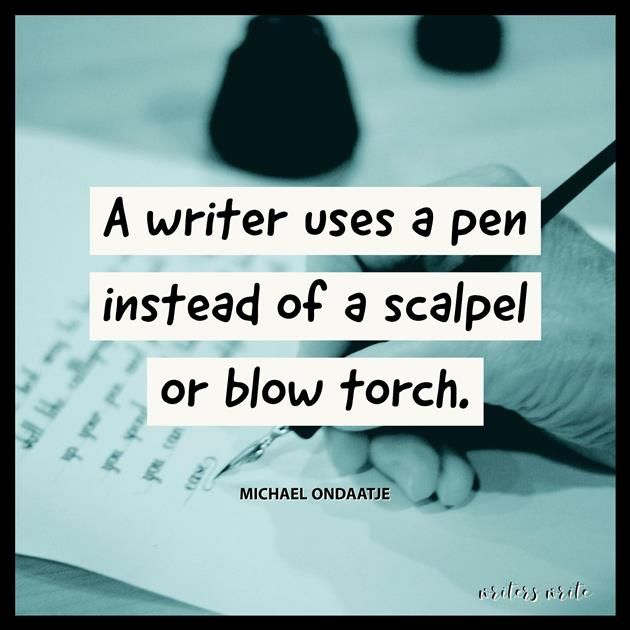 A writer uses a pen
instead of a scalpel
or blow torch.
MICHAEL ONDAATJE
writers write